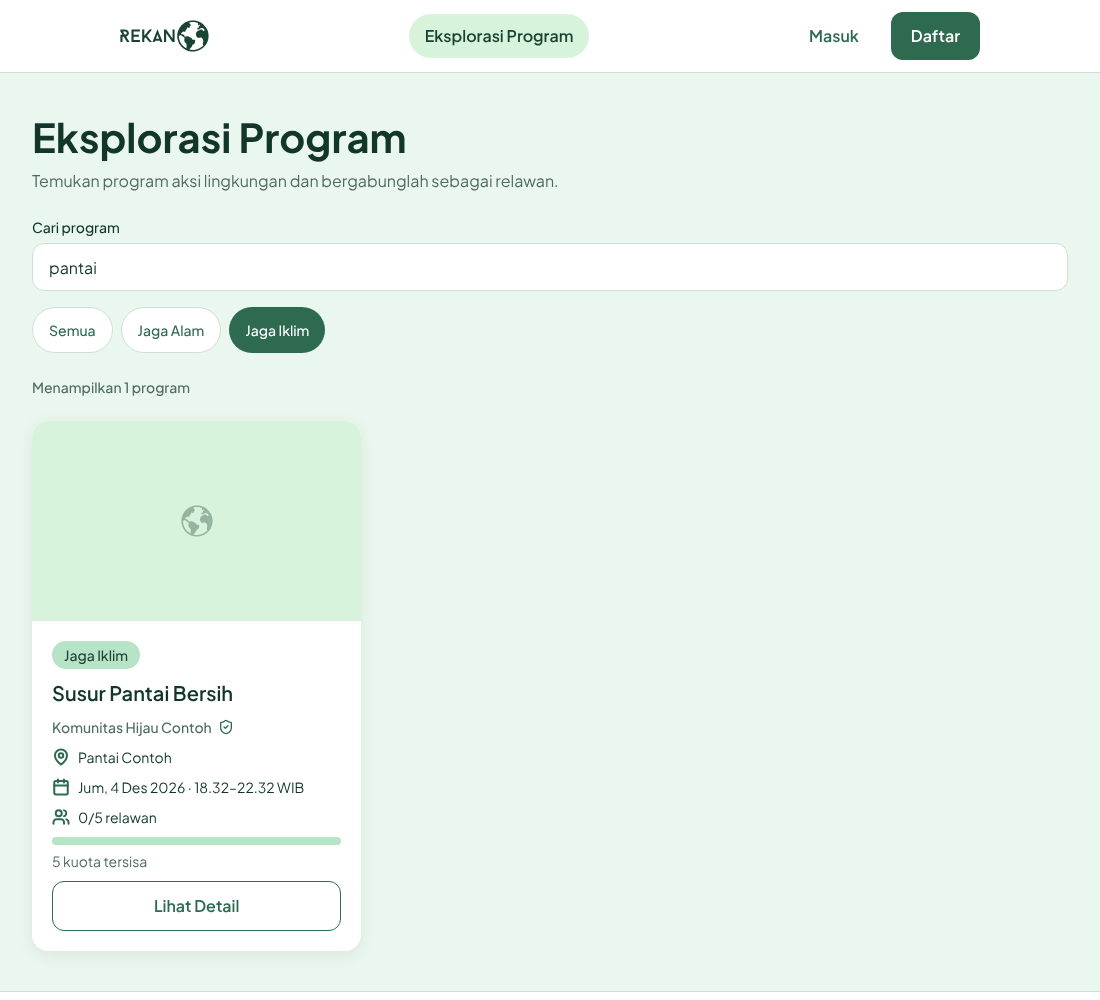 REKAN
Eksplorasi Program
Masuk
Daftar
Eksplorasi Program
Temukan program aksi lingkungan dan bergabunglah sebagai relawan.
Cari program
pantai
Semua
Jaga Alam
Jaga Iklim
Menampilkan 1 program
Jaga Iklim
Susur Pantai Bersih
Komunitas Hijau Contoh
Pantai Contoh
Jum, 4 Des 2026 · 18.32–22.32 WIB
0/5 relawan
5 kuota tersisa
Lihat Detail